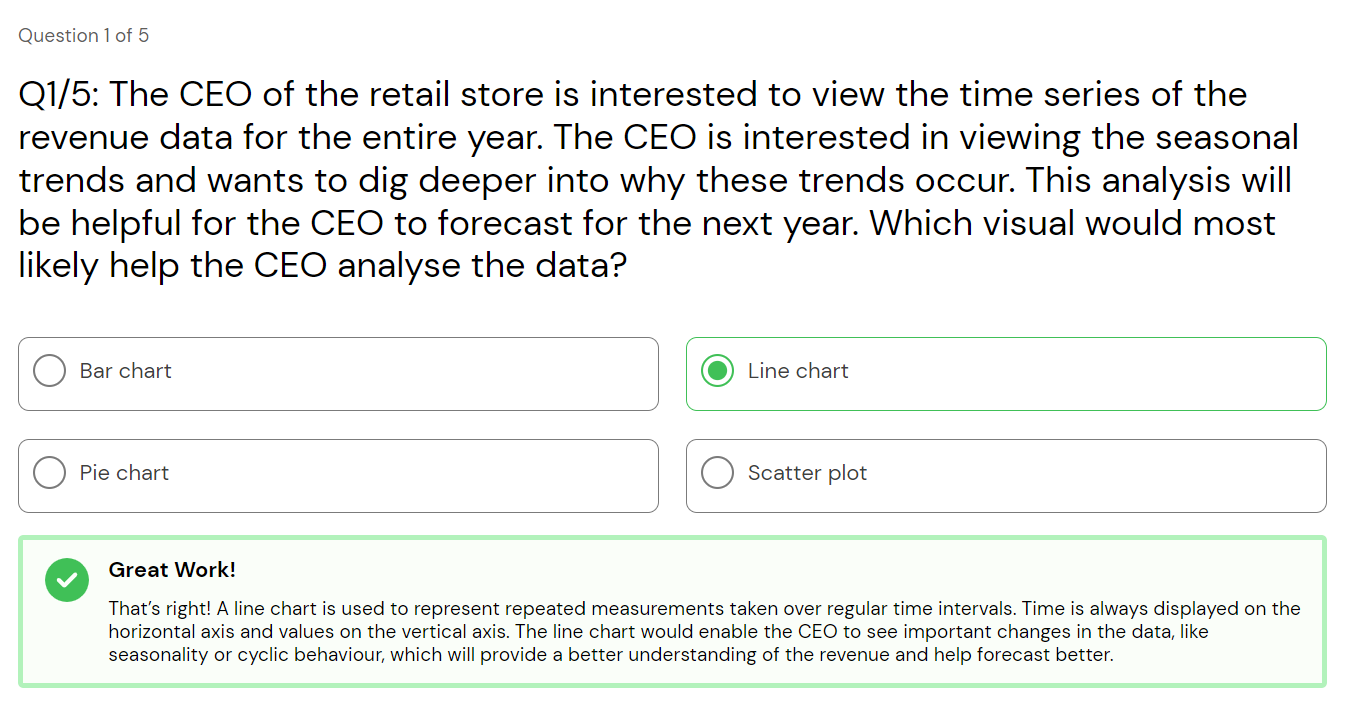 Question 1 of 5
Q1/5: The CEO of the retail store is interested to view the time series of the
revenue data for the entire year. The CEO is interested in viewing the seasonal
trends and wants to dig deeper into why these trends occur. This analysis will
be helpful for the CEO to forecast for the next year. Which visual would most
likely help the CEO analyse the data?
Bar chart
Line chart
Pie chart
Scatter plot
Great Work!
That’s right! A line chart is used to represent repeated measurements taken over regular time intervals. Time is always displayed on the
horizontal axis and values on the vertical axis. The line chart would enable the CEO to see important changes in the data, like
seasonality or cyclic behaviour, which will provide a better understanding of the revenue and help forecast better.